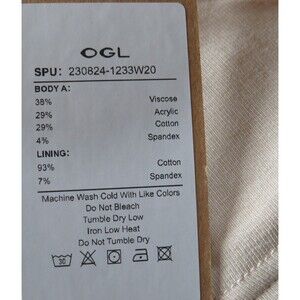 OGL
SPU: 230824-1233W20
BODY A:
38% Viscose
29% Acrylic
29% Cotton
4% Spandex
LINING:
93% Cotton
7% Spandex
Machine Wash Cold With Like Colors
Do Not Bleach
Tumble Dry Low
Iron Low Heat
Do Not Tumble Dry
30